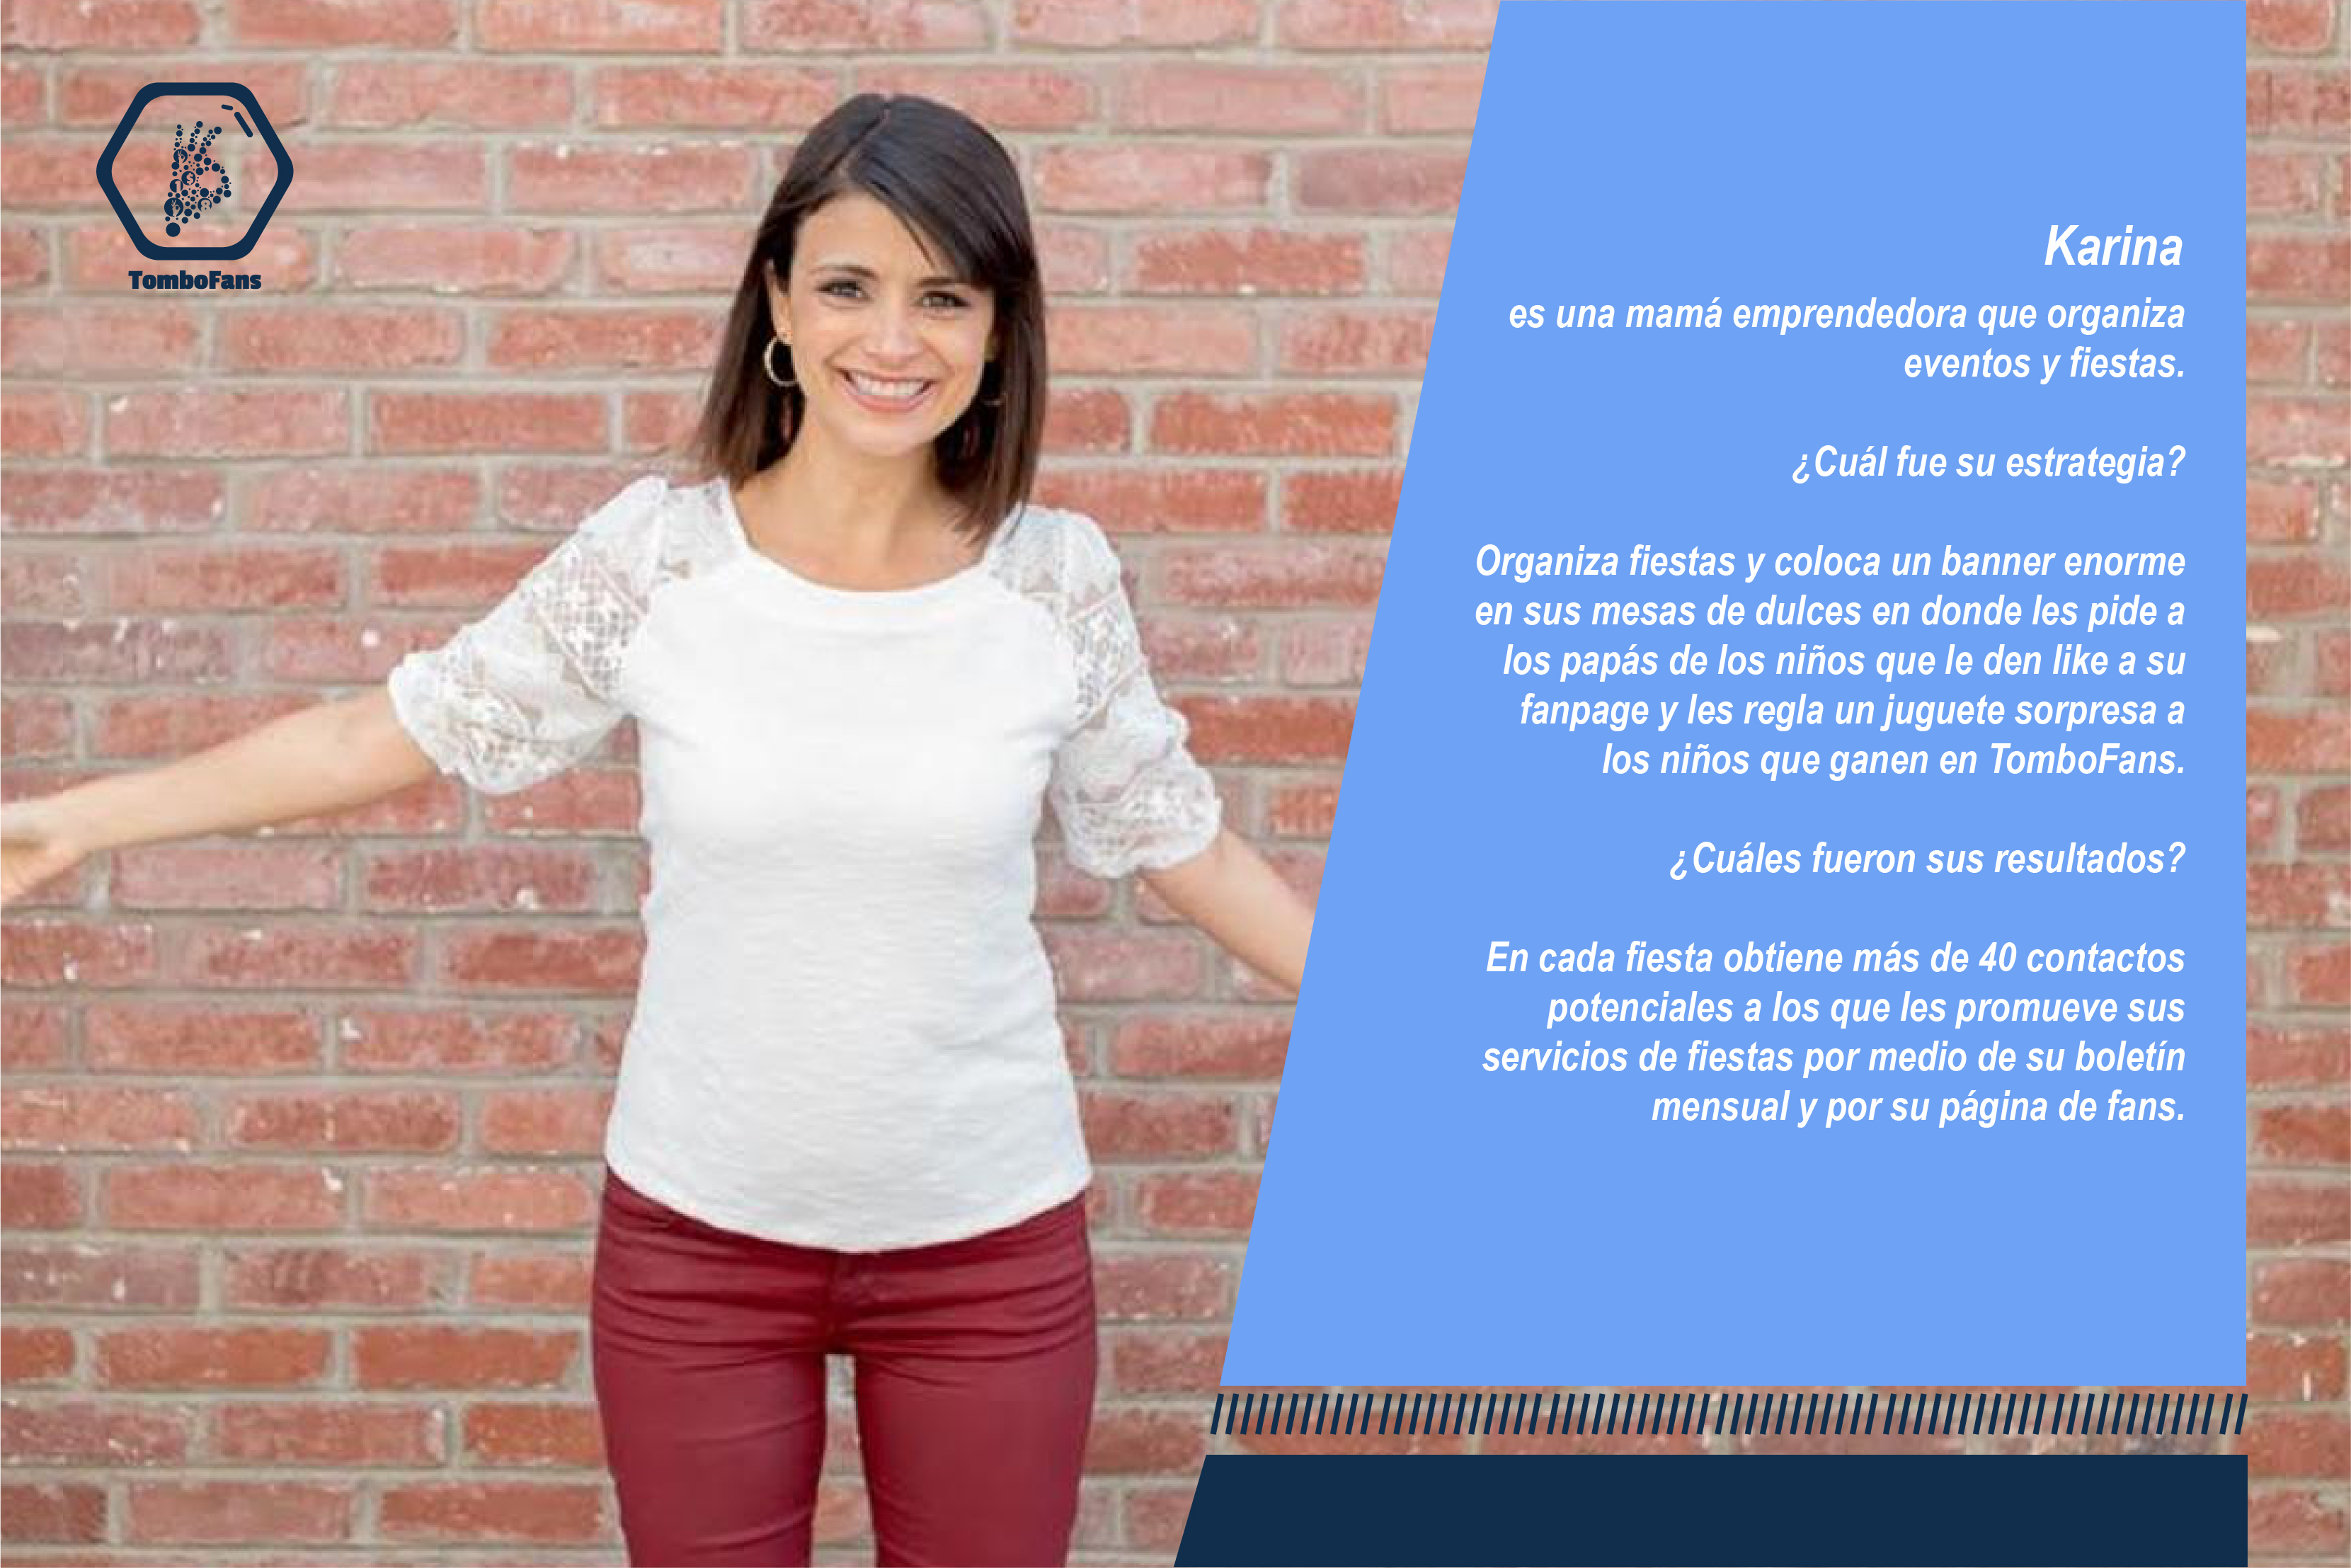 TomboFans
Karina
es una mamá emprendedora que organiza
eventos y fiestas.
¿Cuál fue su estrategia?
Organiza fiestas y coloca un banner enorme
en sus mesas de dulces en donde les pide a
los papás de los niños que le den like a su
fanpage y les regla un juguete sorpresa a
los niños que ganen en TomboFans.
¿Cuáles fueron sus resultados?
En cada fiesta obtiene más de 40 contactos
potenciales a los que les promueve sus
servicios de fiestas por medio de su boletín
mensual y por su página de fans.